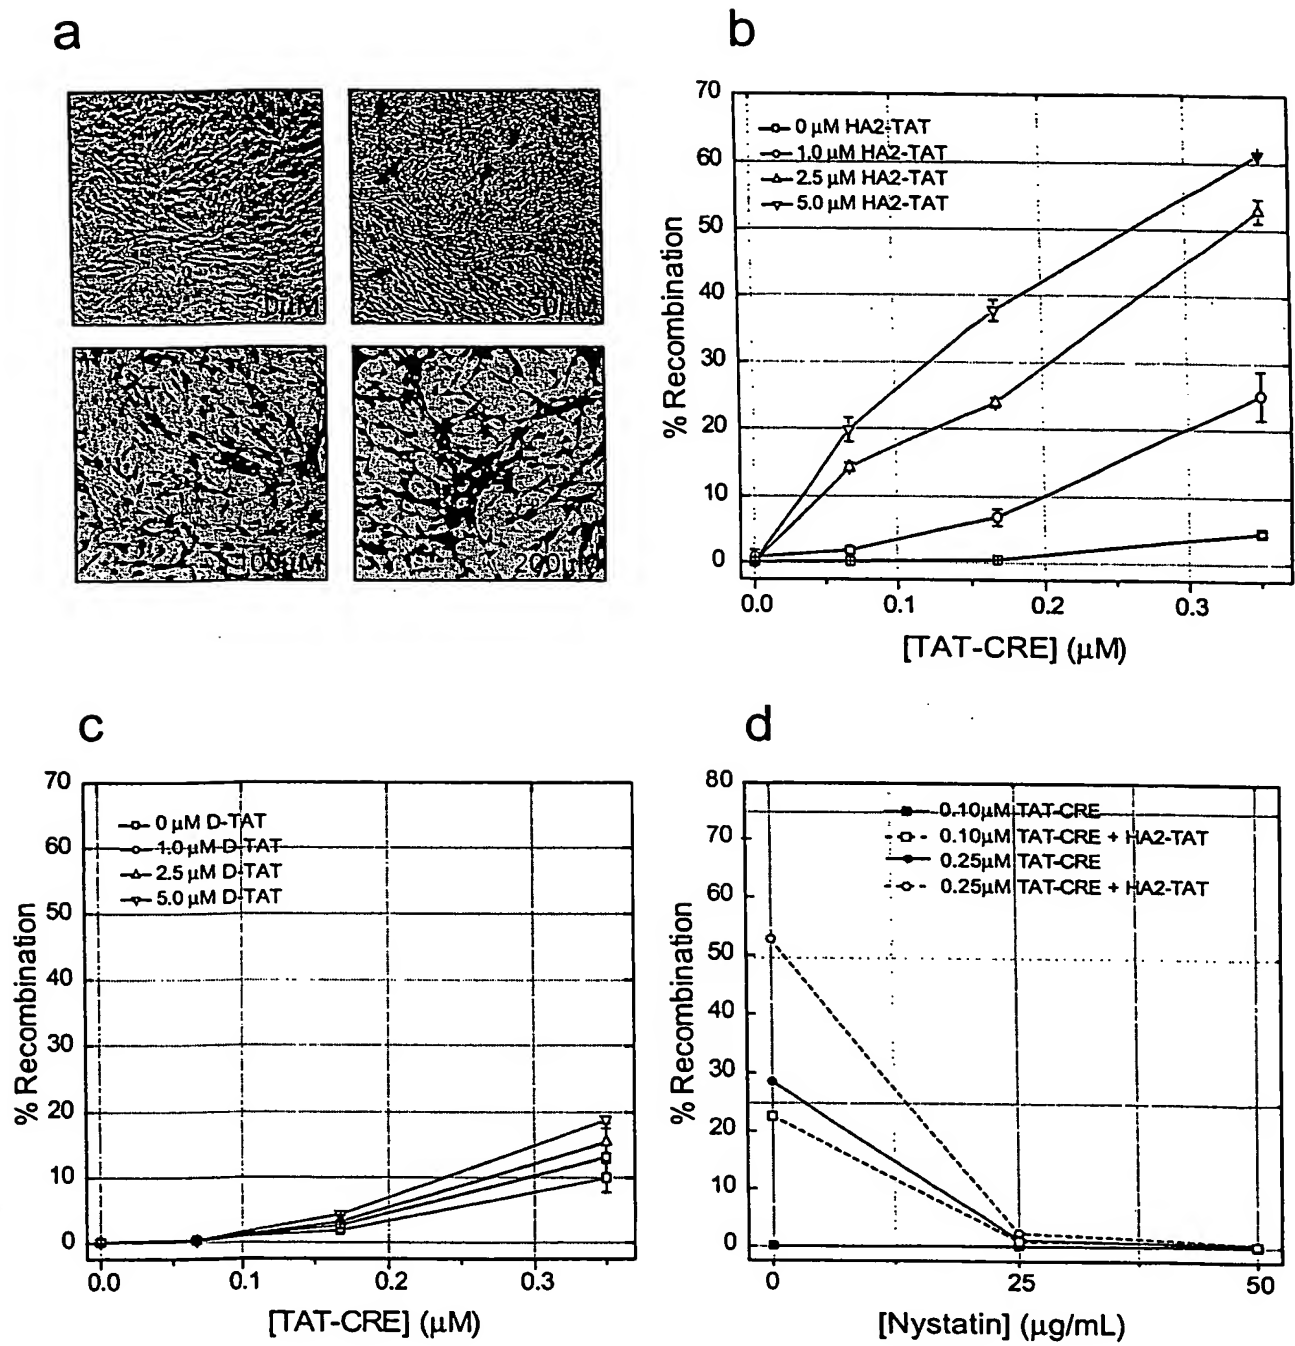 a
0µM
50µM
100µM
200µM
b
70
60
50
40
30
20
10
0
% Recombination
0 µM HA2-TAT
1.0 µM HA2-TAT
2.5 µM HA2-TAT
5.0 µM HA2-TAT
0.0 0.1 0.2 0.3
[TAT-CRE] (µM)
c
70
60
50
40
30
20
10
0
% Recombination
0 µM D-TAT
1.0 µM D-TAT
2.5 µM D-TAT
5.0 µM D-TAT
0.0 0.1 0.2 0.3
[TAT-CRE] (µM)
d
80
70
60
50
40
30
20
10
0
% Recombination
0.10µM TAT-CRE
0.10µM TAT-CRE + HA2-TAT
0.25µM TAT-CRE
0.25µM TAT-CRE + HA2-TAT
0 25 50
[Nystatin] (µg/mL)